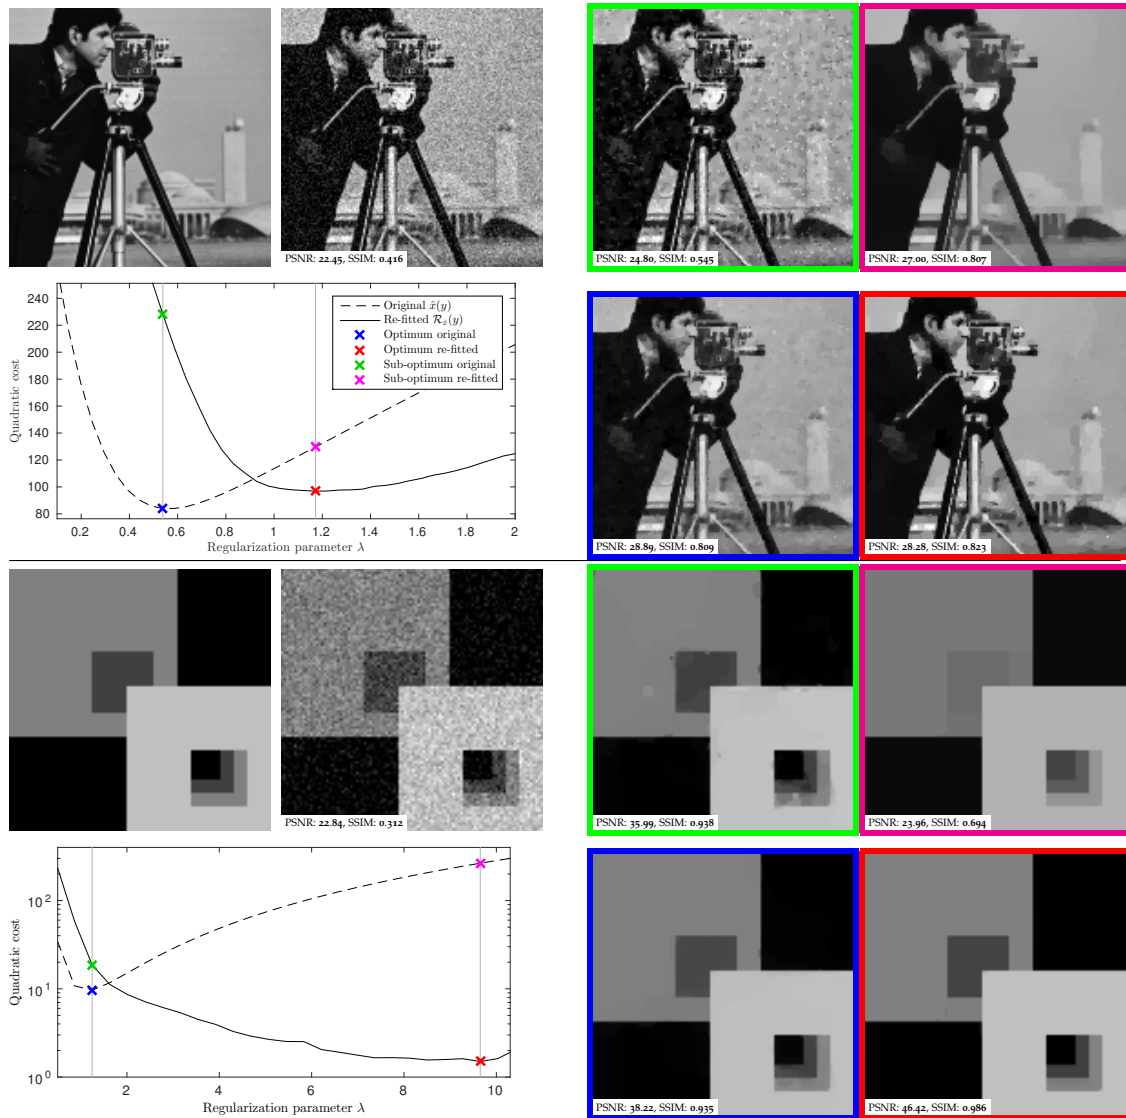 PSNR: 22.45, SSIM: 0.416
PSNR: 24.80, SSIM: 0.545
PSNR: 27.00, SSIM: 0.807
240
220
200
180
160
140
120
100
80
Quadratic cost
Original x̂(y)
Re-fitted R_x̂(y)
Optimum original
Optimum re-fitted
Sub-optimum original
Sub-optimum re-fitted
0.2 0.4 0.6 0.8 1 1.2 1.4 1.6 1.8 2
Regularization parameter λ
PSNR: 28.89, SSIM: 0.809
PSNR: 28.28, SSIM: 0.823
PSNR: 22.84, SSIM: 0.312
PSNR: 35.99, SSIM: 0.938
PSNR: 23.96, SSIM: 0.694
10²
10¹
10⁰
Quadratic cost
2 4 6 8 10
Regularization parameter λ
PSNR: 38.22, SSIM: 0.935
PSNR: 46.42, SSIM: 0.986